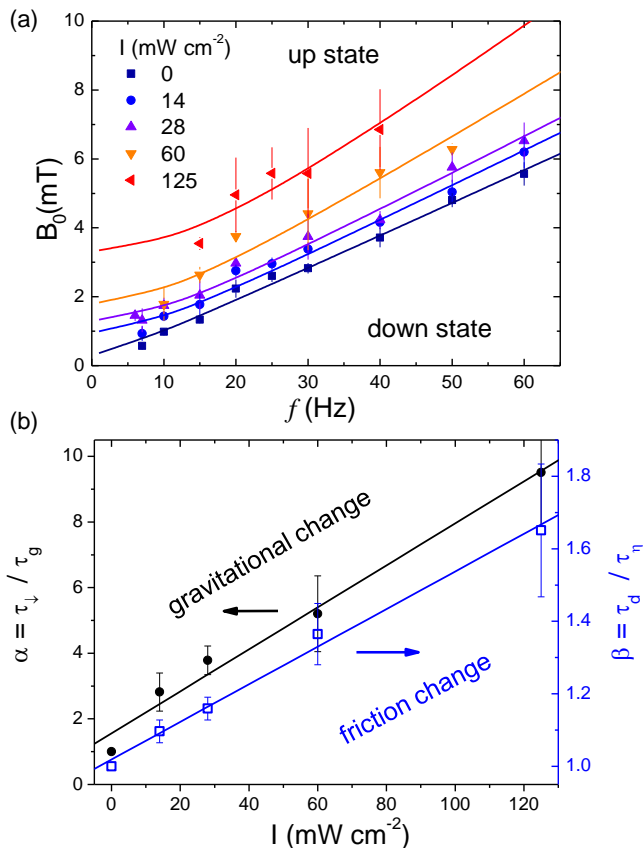 (a)
I (mW cm⁻²)
0
14
28
60
125
up state
down state
B₀(mT)
10
8
6
4
2
0
0 10 20 30 40 50 60
f (Hz)
(b)
α = τ↓ / τg
10
8
6
4
2
0
gravitational change
friction change
1.8
1.6
1.4
1.2
1.0
β = τd / τη
0 20 40 60 80 100 120
I (mW cm⁻²)